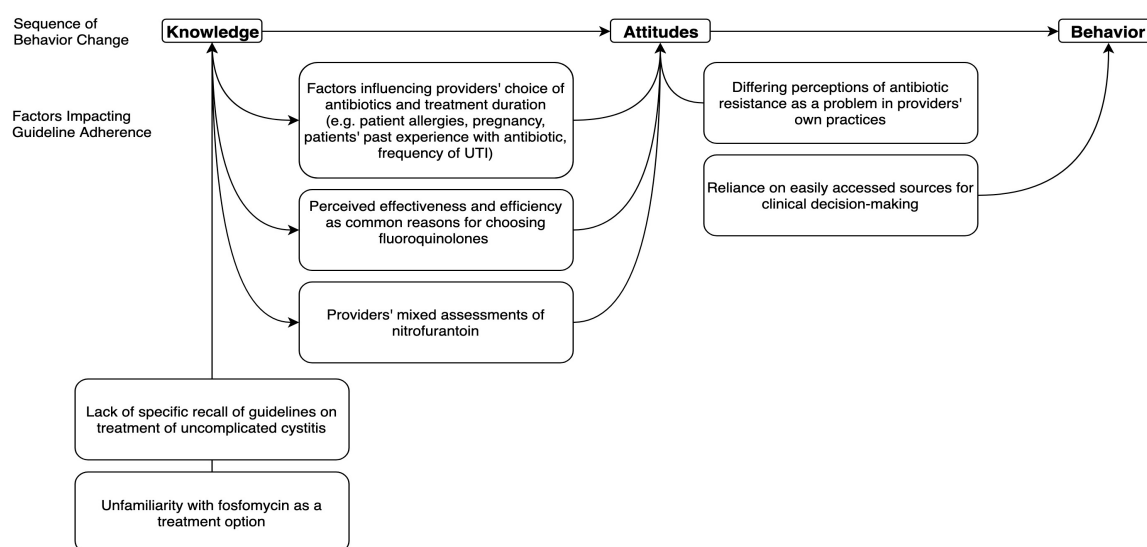 Sequence of
Behavior Change
Knowledge
Attitudes
Behavior
Factors Impacting
Guideline Adherence
Factors influencing providers' choice of
antibiotics and treatment duration
(e.g. patient allergies, pregnancy,
patients' past experience with antibiotic,
frequency of UTI)
Differing perceptions of antibiotic
resistance as a problem in providers'
own practices
Reliance on easily accessed sources for
clinical decision-making
Perceived effectiveness and efficiency
as common reasons for choosing
fluoroquinolones
Providers' mixed assessments of
nitrofurantoin
Lack of specific recall of guidelines on
treatment of uncomplicated cystitis
Unfamiliarity with fosfomycin as a
treatment option